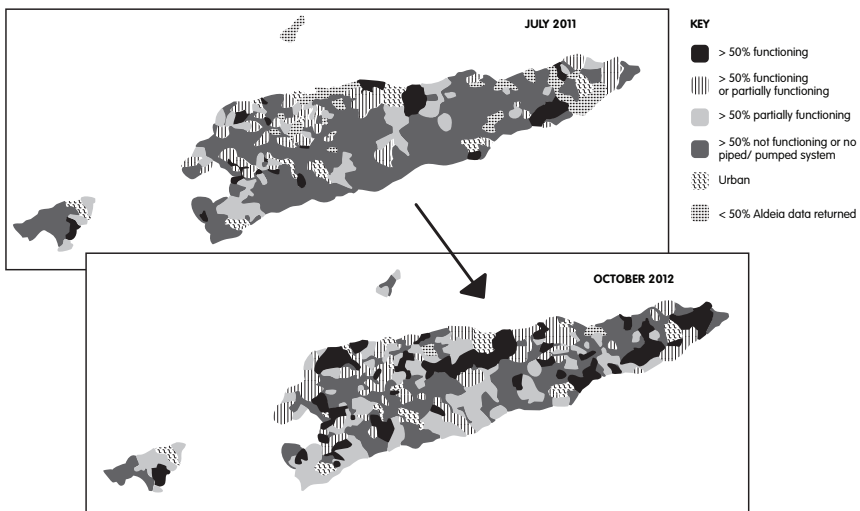 JULY 2011
KEY
> 50% functioning
> 50% functioning
or partially functioning
> 50% partially functioning
> 50% not functioning or no
piped/ pumped system
Urban
< 50% Aldeia data returned
OCTOBER 2012